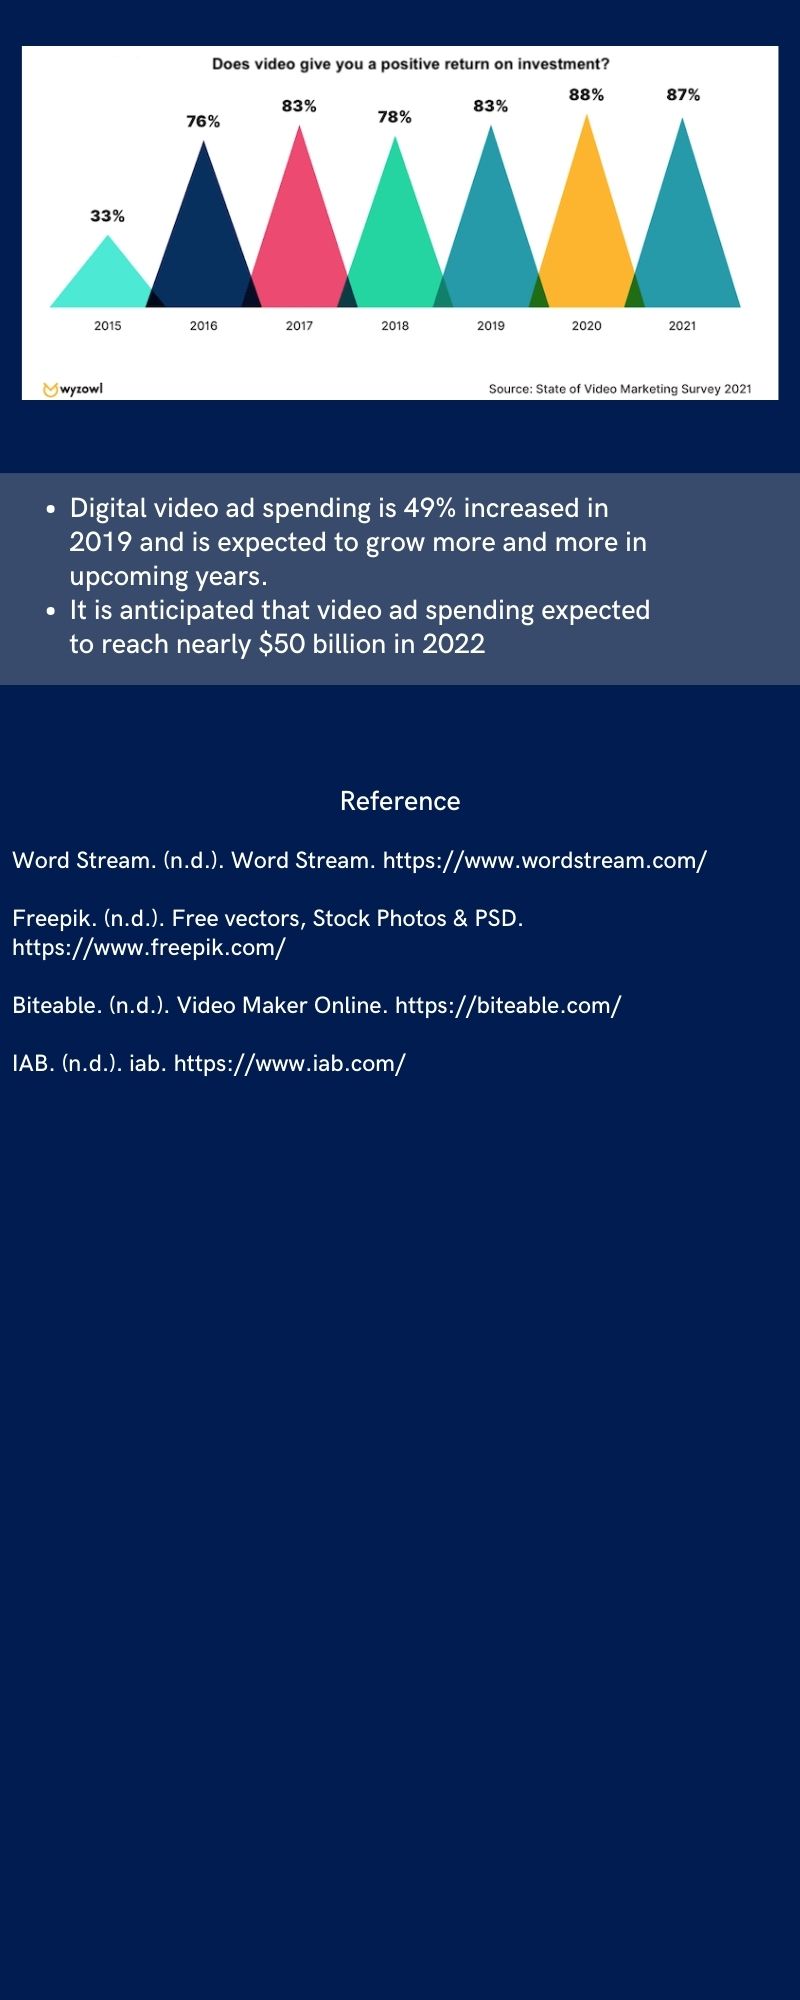 Does video give you a positive return on investment?
33%
76%
83%
78%
83%
88%
87%
2015
2016
2017
2018
2019
2020
2021
wyzowl
Source: State of Video Marketing Survey 2021
• Digital video ad spending is 49% increased in
2019 and is expected to grow more and more in
upcoming years.
• It is anticipated that video ad spending expected
to reach nearly $50 billion in 2022
Reference
Word Stream. (n.d.). Word Stream. https://www.wordstream.com/
Freepik. (n.d.). Free vectors, Stock Photos & PSD.
https://www.freepik.com/
Biteable. (n.d.). Video Maker Online. https://biteable.com/
IAB. (n.d.). iab. https://www.iab.com/